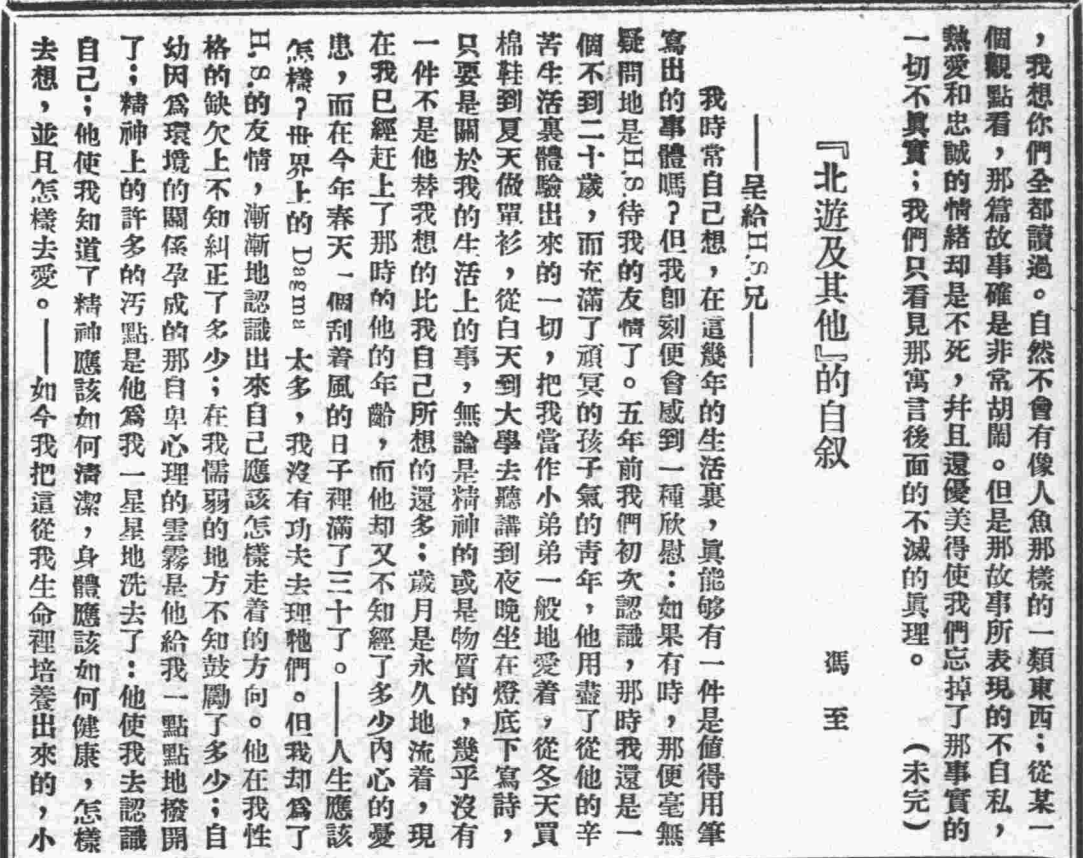 ，我想你們全都讀過。自然不會有像人魚那樣的一類東西；從某一
個觀點看，那篇故事確是非常胡鬧。但是那故事所表現的不自私，
熱愛和忠誠的情緒却是不死，幷且還優美得使我們忘掉了那事實的
一切不眞實；我們只看見那寓言後面的不滅的眞理。　（未完）
『北遊及其他』的自叙　馮至
——呈給H.S.兄——
我時常自己想，在這幾年的生活裏，眞能够有一件是値得用筆
寫出的事體嗎？但我卽刻便會感到一種欣慰：如果有時，那便毫無
疑問地是H.S待我的友情了。五年前我們初次認識，那時我還是一
個不到二十歲，而充滿了頑冥的孩子氣的靑年，他用盡了從他的辛
苦生活裏體驗出來的一切，把我當作小弟弟一般地愛着，從冬天買
棉鞋到夏天做單衫，從白天到大學去聽講到夜晚坐在燈底下寫詩，
只要是關於我的生活上的事，無論是精神的或是物質的，幾乎沒有
一件不是他替我想的比我自己所想的還多；歲月是永久地流着，現
在我已經赶上了那時的他的年齡，而他却又不知經了多少內心的憂
患，而在今年春天一個刮着風的日子裡滿了三十了。——人生應該
怎樣？世界上的 Dagma 太多，我沒有功夫去理牠們。但我却爲了
H.S.的友情，漸漸地認識出來自己應該怎樣走着的方向。他在我性
格的缺欠上不知糾正了多少；在我懦弱的地方不知鼓勵了多少；自
幼因爲環境的關係孕成的那自卑心理的雲霧是他給我一點點地撥開
了；精神上的許多的汚點是他爲我一星星地洗去了：他使我去認識
自己；他使我知道了精神應該如何淸潔，身體應該如何健康，怎樣
去想，並且怎樣去愛。——如今我把這從我生命裡培養出來的，小